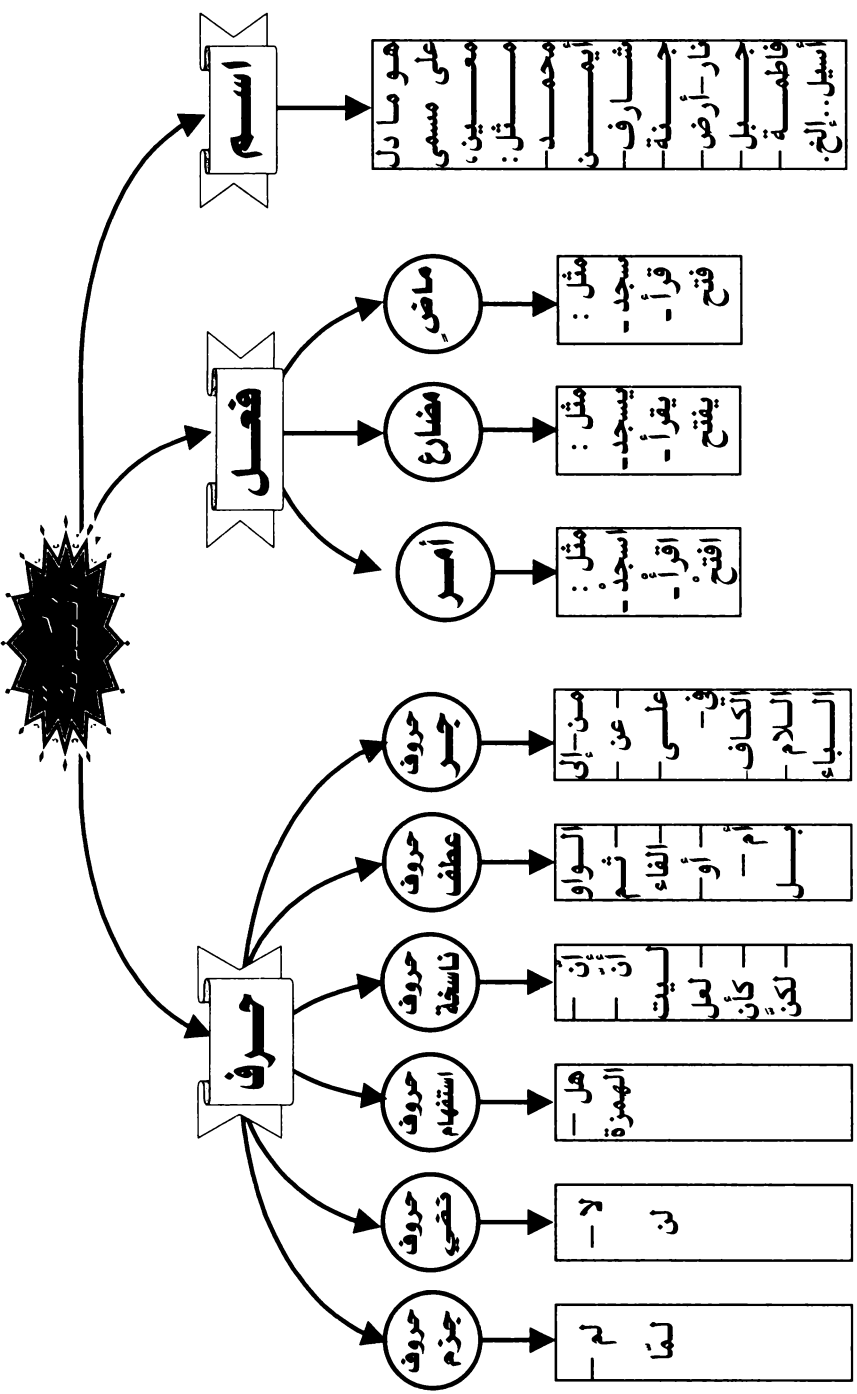 اسم
هو ما دل
على مسمى
معين،
مثل:
محمد –
أيمن
– شارف
– جنة
نار – أرض
– جبل
– فاطمة
أسيل..إلخ.
فعل
ماضٍ
مثل:
سجد –
قرأ –
فتح
مضارع
مثل:
يسجد –
يقرأ –
يفتح
أمر
مثل:
اسجدْ –
اقرأْ –
افتحْ
حرف
حروف
جر
من – إلى
– عن –
على
– في
الكاف –
اللام –
الباء
حروف
عطف
الواو
– ثم
– الفاء
– أو –
أم –
بل
حروف
ناسخة
إنّ –
أنّ –
ليت
– لعل
– كأن
– لكنّ
حروف
استفهام
هل –
الهمزة
حروف
نفي
لا –
لن
حروف
جزم
لم –
لمّا